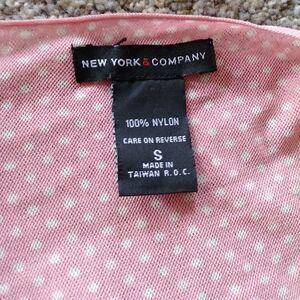 NEW YORK & COMPANY
100% NYLON
CARE ON REVERSE
S
MADE IN
TAIWAN R.O.C.